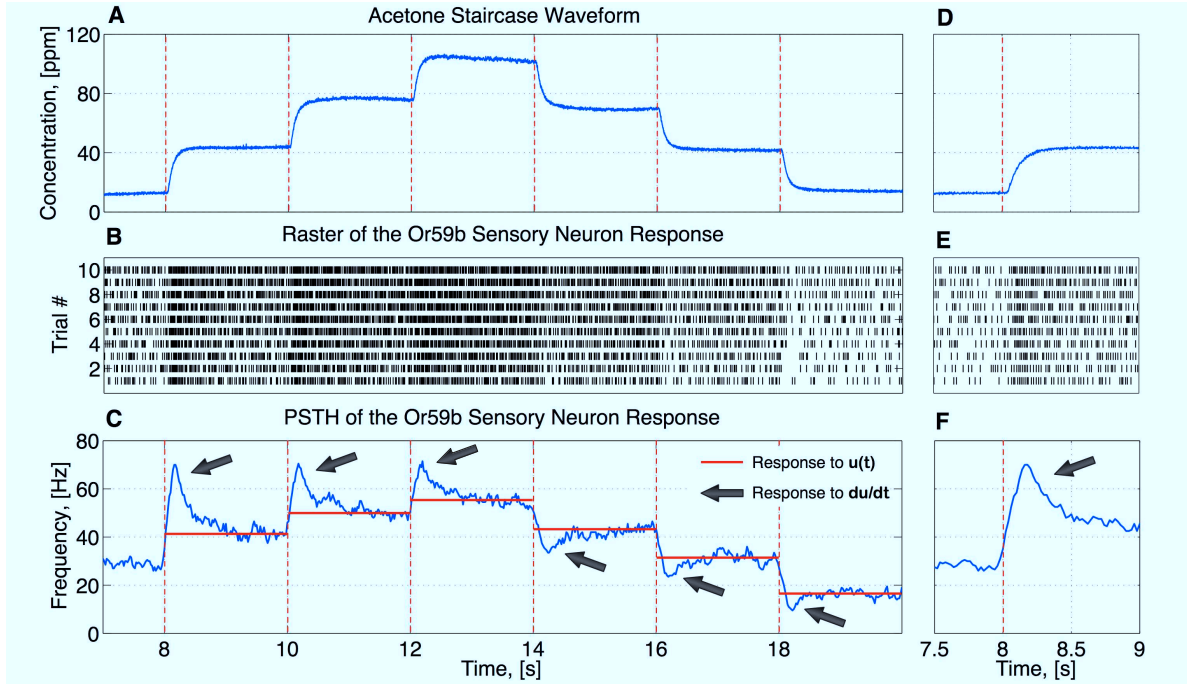 A
Acetone Staircase Waveform
D
Concentration, [ppm]
120
80
40
0
B
Raster of the Or59b Sensory Neuron Response
E
Trial #
10
8
6
4
2
C
PSTH of the Or59b Sensory Neuron Response
F
Frequency, [Hz]
80
60
40
20
0
Response to u(t)
Response to du/dt
8
10
12
14
16
18
Time, [s]
7.5
8
8.5
9
Time, [s]